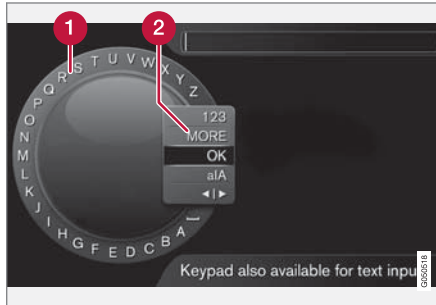 1
2
A B C D E F G H I J K L M N O P Q R S T U V W X Y Z
123
MORE
OK
a|A
◄|►
Keypad also available for text inpu
G050518